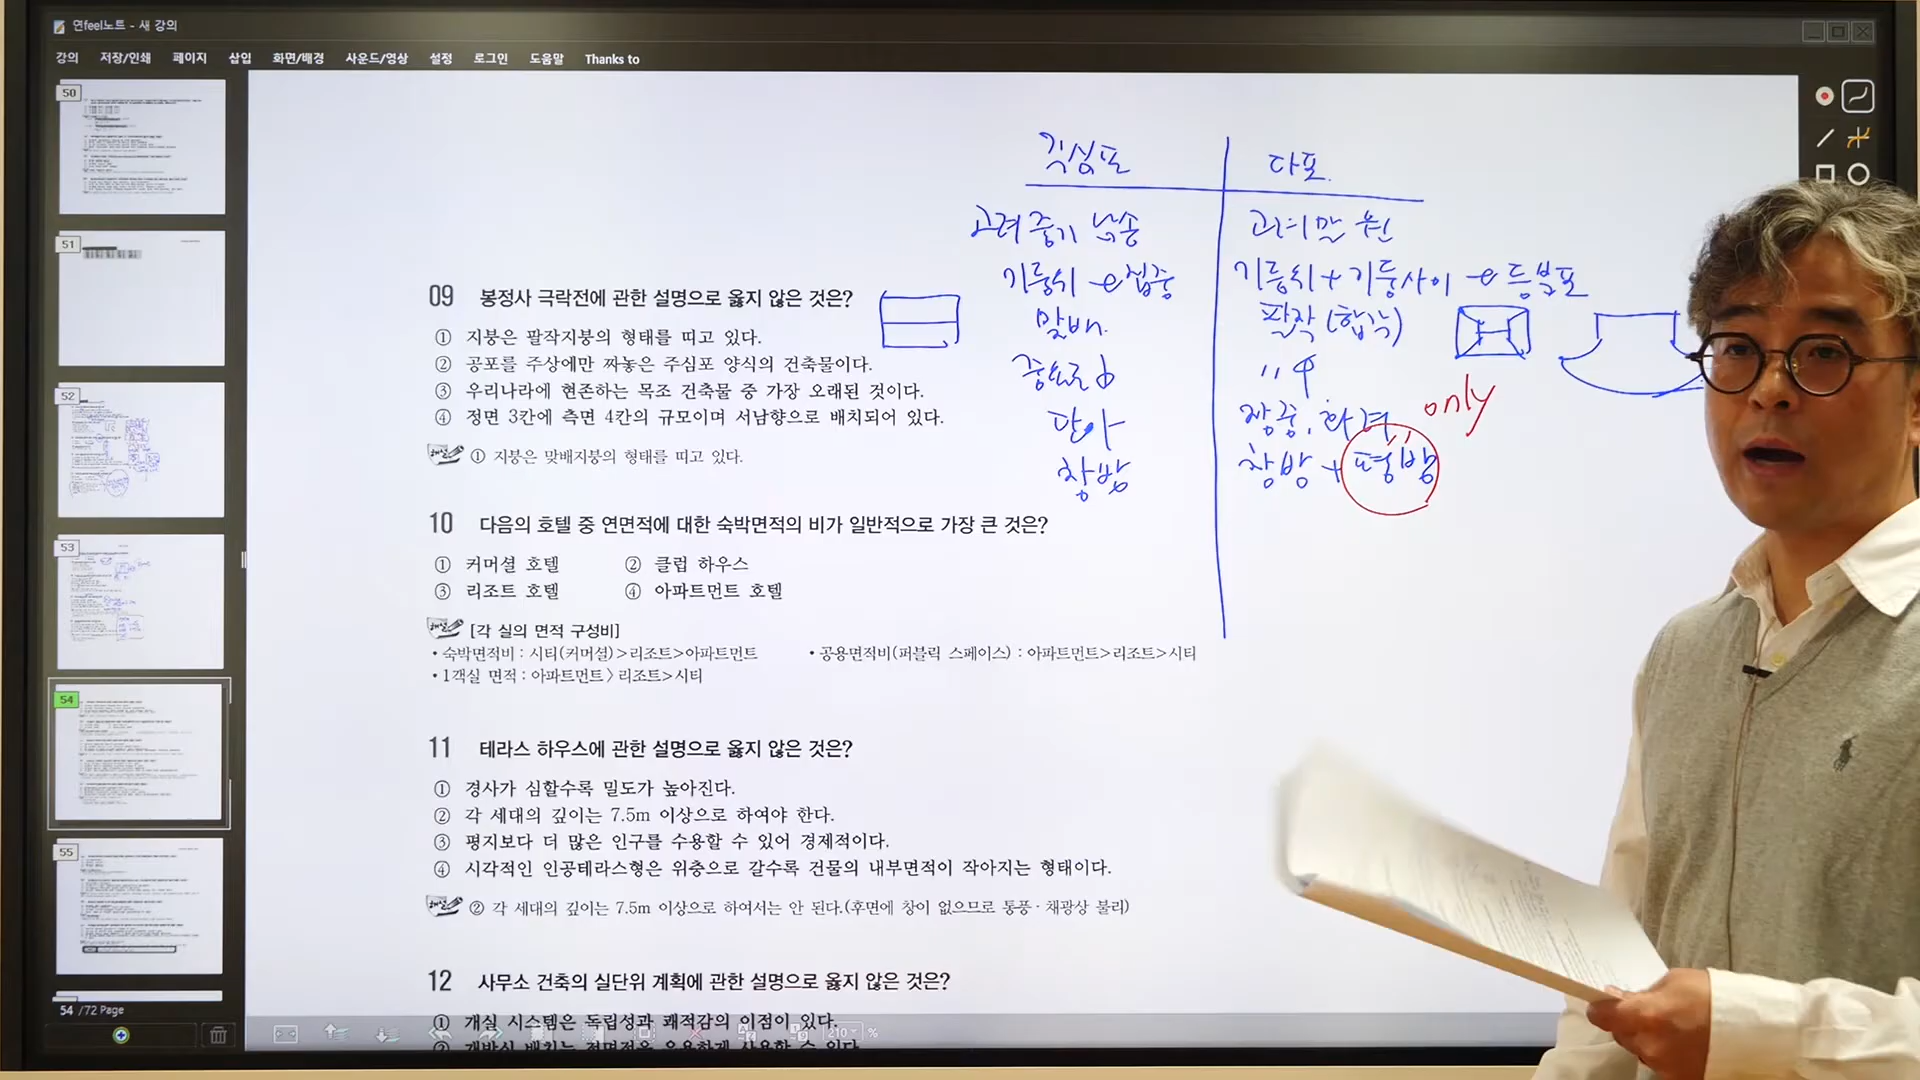 연feel노트 - 새 강의
강의 저장/인쇄 페이지 삽입 화면/배경 사운드/영상 설정 로그인 도움말 Thanks to
50
51
52
53
54
55
54 /72 Page
09 봉정사 극락전에 관한 설명으로 옳지 않은 것은?
① 지붕은 팔작지붕의 형태를 띠고 있다.
② 공포를 주상에만 짜놓은 주심포 양식의 건축물이다.
③ 우리나라에 현존하는 목조 건축물 중 가장 오래된 것이다.
④ 정면 3칸에 측면 4칸의 규모이며 서남향으로 배치되어 있다.
해설 ① 지붕은 맞배지붕의 형태를 띠고 있다.
10 다음의 호텔 중 연면적에 대한 숙박면적의 비가 일반적으로 가장 큰 것은?
① 커머셜 호텔 ② 클럽 하우스
③ 리조트 호텔 ④ 아파트먼트 호텔
해설 [각 실의 면적 구성비]
• 숙박면적비 : 시티(커머셜)>리조트>아파트먼트 • 공용면적비(퍼블릭 스페이스) : 아파트먼트>리조트>시티
• 1객실 면적 : 아파트먼트〉리조트>시티
11 테라스 하우스에 관한 설명으로 옳지 않은 것은?
① 경사가 심할수록 밀도가 높아진다.
② 각 세대의 깊이는 7.5m 이상으로 하여야 한다.
③ 평지보다 더 많은 인구를 수용할 수 있어 경제적이다.
④ 시각적인 인공테라스형은 위층으로 갈수록 건물의 내부면적이 작아지는 형태이다.
해설 ② 각 세대의 깊이는 7.5m 이상으로 하여서는 안 된다.(후면에 창이 없으므로 통풍 · 채광상 불리)
12 사무소 건축의 실단위 계획에 관한 설명으로 옳지 않은 것은?
① 개실 시스템은 독립성과 쾌적감의 이점이 있다.
210 %
다포
고려 중기 남송
고려말 원
기둥위 집중
기둥위 + 기둥사이 등분포
맞배
팔작 (합각)
단아
장중, 화려
only
창방
창방 + 평방